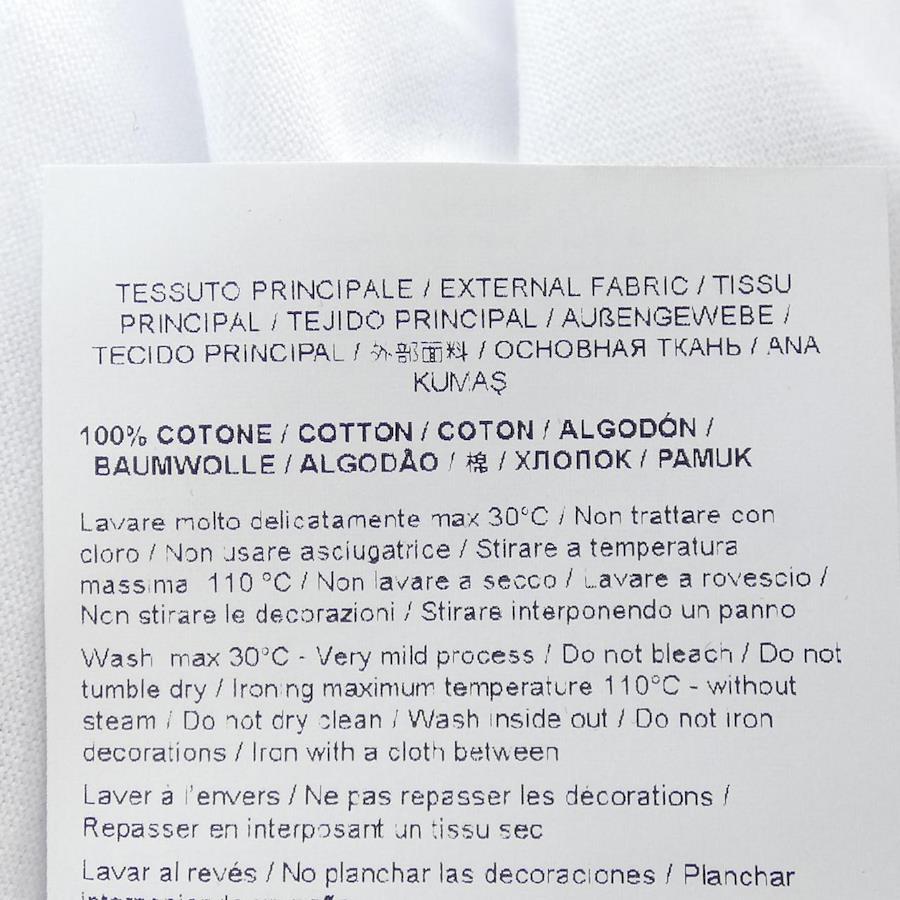 TESSUTO PRINCIPALE / EXTERNAL FABRIC / TISSU
PRINCIPAL / TEJIDO PRINCIPAL / AUßENGEWEBE /
TECIDO PRINCIPAL / 外部面料 / ОСНОВНАЯ ТКАНЬ / ANA
KUMAŞ
100% COTONE / COTTON / COTON / ALGODÓN /
BAUMWOLLE / ALGODÃO / 棉 / ХЛОПОК / PAMUK
Lavare molto delicatamente max 30°C / Non trattare con
cloro / Non usare asciugatrice / Stirare a temperatura
massima 110 °C / Non lavare a secco / Lavare a rovescio /
Non stirare le decorazioni / Stirare interponendo un panno
Wash max 30°C - Very mild process / Do not bleach / Do not
tumble dry / Ironing maximum temperature 110°C - without
steam / Do not dry clean / Wash inside out / Do not iron
decorations / Iron with a cloth between
Laver à l'envers / Ne pas repasser les décorations /
Repasser en interposant un tissu sec
Lavar al revés / No planchar las decoraciones / Planchar